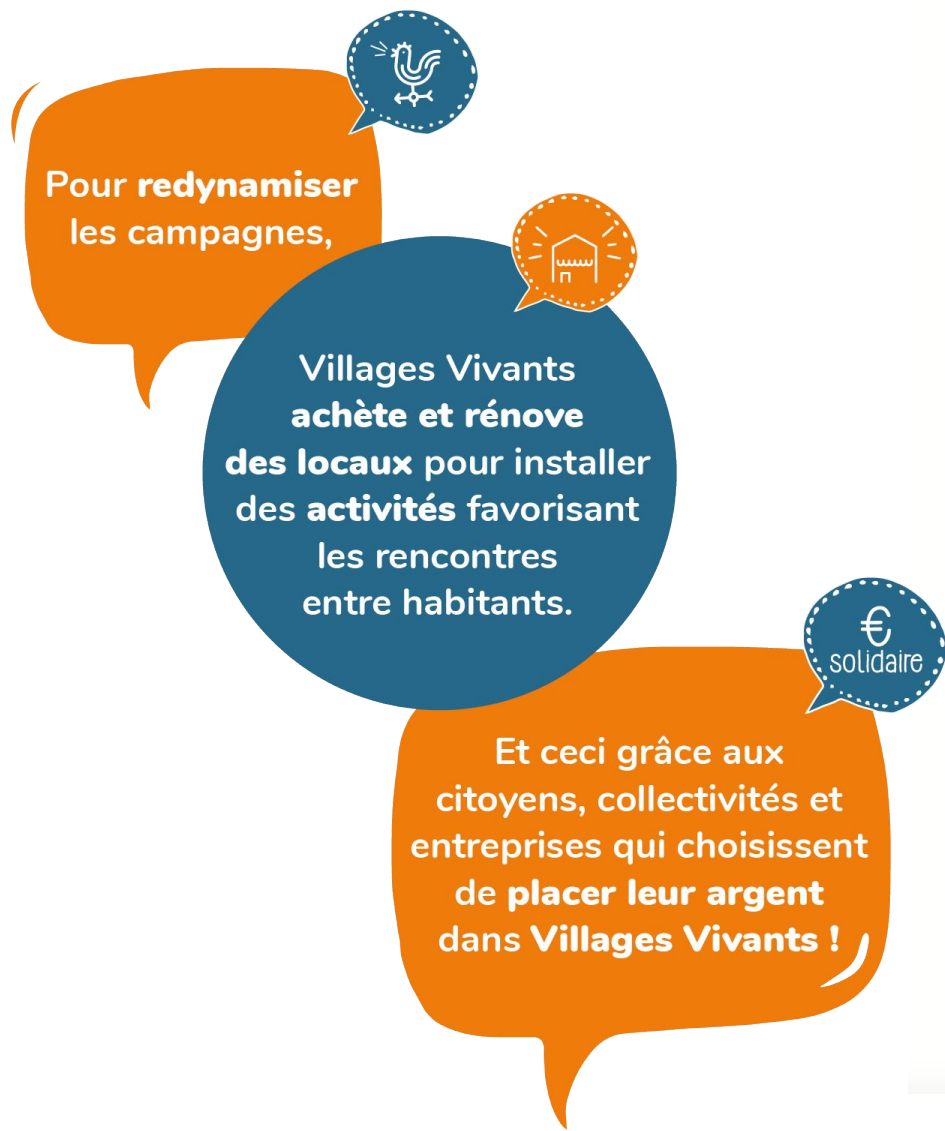 Pour redynamiser
les campagnes,
Villages Vivants
achète et rénove
des locaux pour installer
des activités favorisant
les rencontres
entre habitants.
€
solidaire
Et ceci grâce aux
citoyens, collectivités et
entreprises qui choisissent
de placer leur argent
dans Villages Vivants !